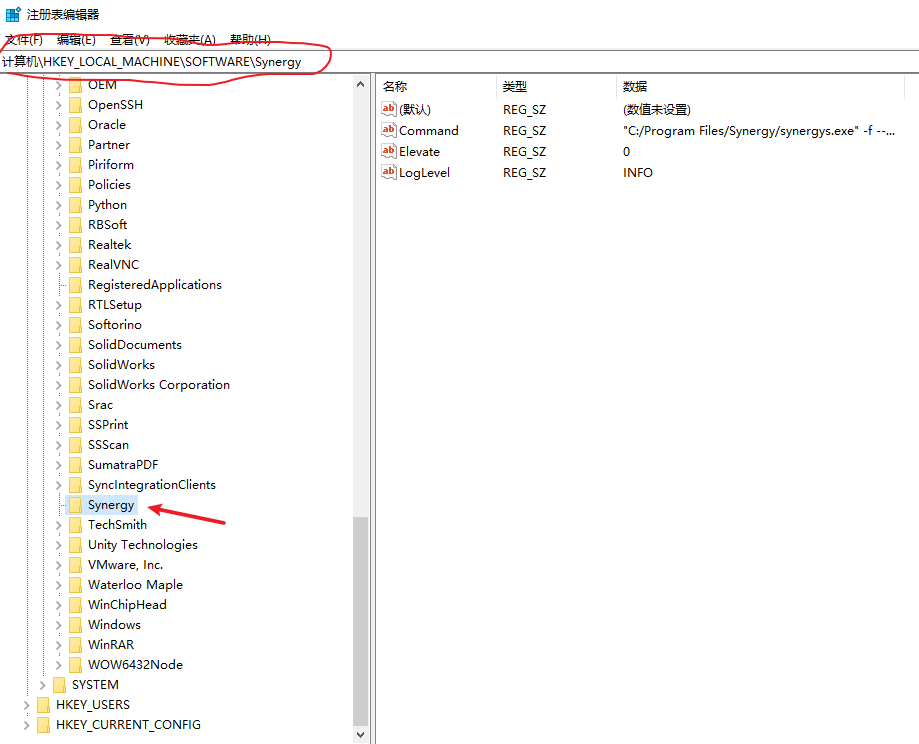 注册表编辑器
文件(F) 编辑(E) 查看(V) 收藏夹(A) 帮助(H)
计算机\HKEY_LOCAL_MACHINE\SOFTWARE\Synergy
OEM
OpenSSH
Oracle
Partner
Piriform
Policies
Python
RBSoft
Realtek
RealVNC
RegisteredApplications
RTLSetup
Softorino
SolidDocuments
SolidWorks
SolidWorks Corporation
Srac
SSPrint
SSScan
SumatraPDF
SyncIntegrationClients
Synergy
TechSmith
Unity Technologies
VMware, Inc.
Waterloo Maple
WinChipHead
Windows
WinRAR
WOW6432Node
SYSTEM
HKEY_USERS
HKEY_CURRENT_CONFIG
名称 类型 数据
ab (默认) REG_SZ (数值未设置)
ab Command REG_SZ "C:/Program Files/Synergy/synergys.exe" -f --...
ab Elevate REG_SZ 0
ab LogLevel REG_SZ INFO